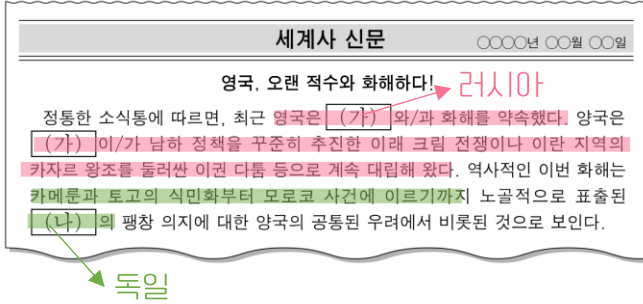 세계사 신문 ○○○○년 ○○월 ○○일
영국, 오랜 적수와 화해하다! 러시아
정통한 소식통에 따르면, 최근 영국은 (가) 와/과 화해를 약속했다. 양국은
(가) 이/가 남하 정책을 꾸준히 추진한 이래 크림 전쟁이나 이란 지역의
카자르 왕조를 둘러싼 이권 다툼 등으로 계속 대립해 왔다. 역사적인 이번 화해는
카메룬과 토고의 식민화부터 모로코 사건에 이르기까지 노골적으로 표출된
(나) 의 팽창 의지에 대한 양국의 공통된 우려에서 비롯된 것으로 보인다.
독일